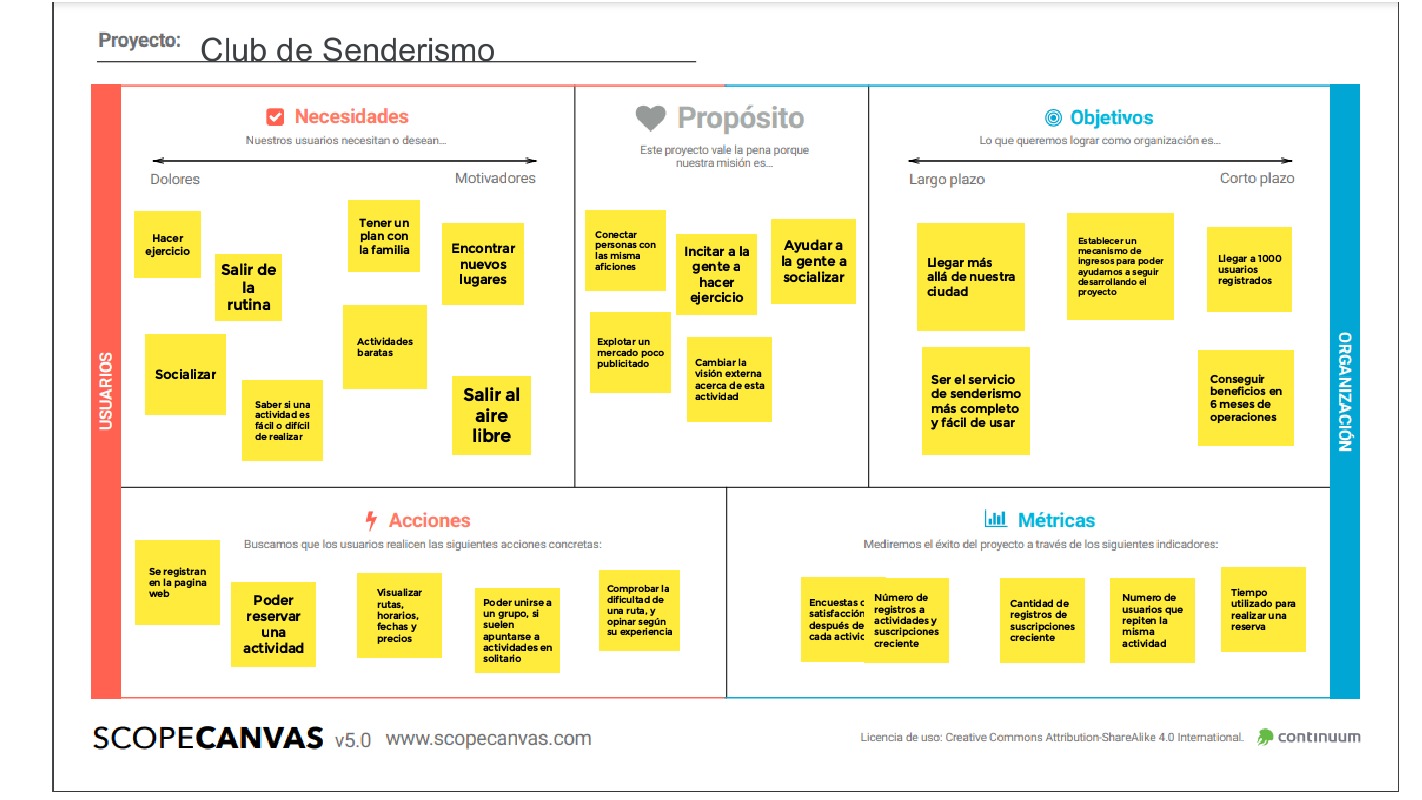 Proyecto: Club de Senderismo
Necesidades
Nuestros usuarios necesitan o desean...
Dolores
Motivadores
Hacer
ejercicio
Salir de
la
rutina
Tener un
plan con
la familia
Encontrar
nuevos
lugares
Socializar
Actividades
baratas
Saber si una
actividad es
fácil o difícil
de realizar
Salir al
aire
libre
Propósito
Este proyecto vale la pena porque
nuestra misión es...
Conectar
personas con
las misma
aficiones
Incitar a la
gente a
hacer
ejercicio
Ayudar a
la gente a
socializar
Explotar un
mercado poco
publicitado
Cambiar la
visión externa
acerca de esta
actividad
Objetivos
Lo que queremos lograr como organización es...
Largo plazo
Corto plazo
Llegar más
allá de nuestra
ciudad
Establecer un
mecanismo de
ingresos para poder
ayudarnos a seguir
desarrollando el
proyecto
Llegar a 1000
usuarios
registrados
Ser el servicio
de senderismo
más completo
y fácil de usar
Conseguir
beneficios en
6 meses de
operaciones
USUARIOS
ORGANIZACIÓN
Acciones
Buscamos que los usuarios realicen las siguientes acciones concretas:
Se registran
en la pagina
web
Poder
reservar
una
actividad
Visualizar
rutas,
horarios,
fechas y
precios
Poder unirse a
un grupo, si
suelen
apuntarse a
actividades en
solitario
Comprobar la
dificultad de
una ruta, y
opinar según
su experiencia
Métricas
Mediremos el éxito del proyecto a través de los siguientes indicadores:
Encuestas
satisfacción
después de
cada
Número de
registros a
actividades y
suscripciones
creciente
Cantidad de
registros de
suscripciones
creciente
Numero de
usuarios que
repiten la
misma
actividad
Tiempo
utilizado para
realizar una
reserva
SCOPECANVAS v5.0 www.scopecanvas.com
Licencia de uso: Creative Commons Attribution-ShareAlike 4.0 International.
continuum